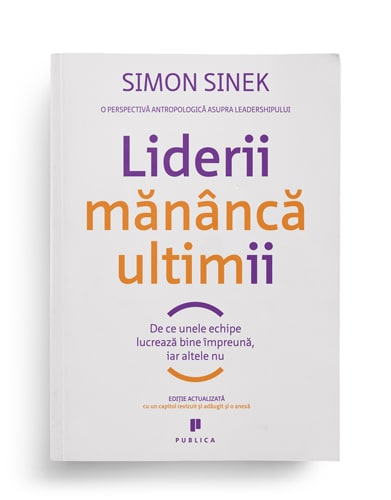 SIMON SINEK
O PERSPECTIVĂ ANTROPOLOGICĂ ASUPRA LEADERSHIPULUI
Liderii
mănâncă
ultimii
De ce unele echipe
lucrează bine împreună,
iar altele nu
EDIȚIE ACTUALIZATĂ
cu un capitol revizuit și adăugit și o anexă
PUBLICA